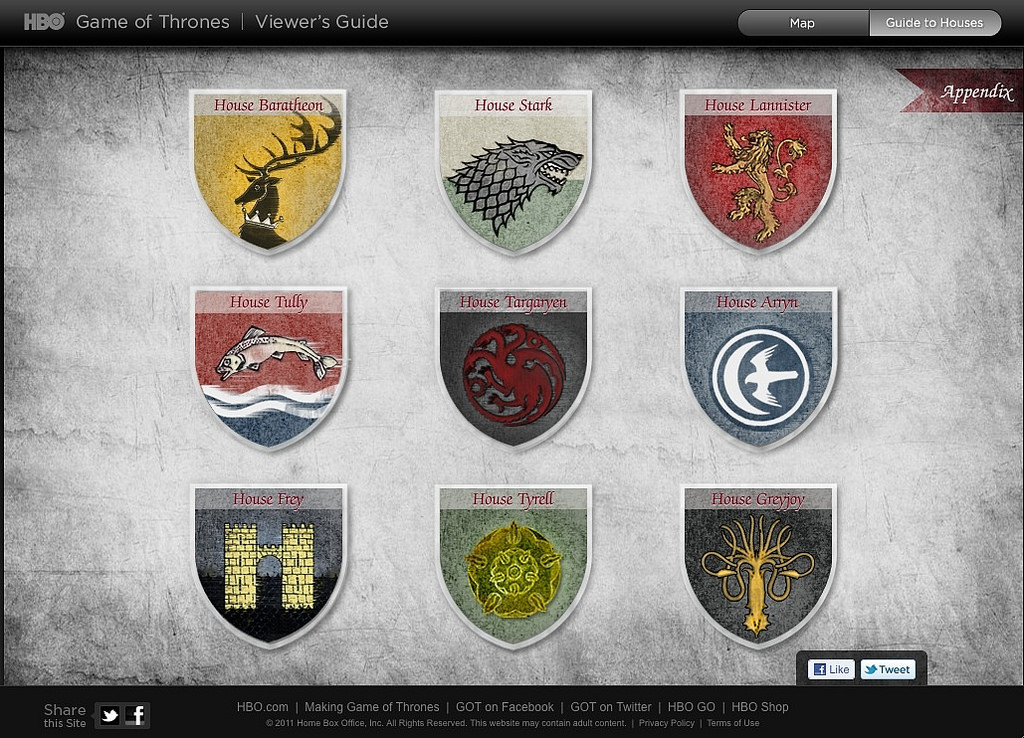 HBO Game of Thrones | Viewer's Guide
Map
Guide to Houses
Appendix
House Baratheon
House Stark
House Lannister
House Tully
House Targaryen
House Arryn
House Frey
House Tyrell
House Greyjoy
Like
Tweet
Share
this Site
HBO.com | Making Game of Thrones | GOT on Facebook | GOT on Twitter | HBO GO | HBO Shop
© 2011 Home Box Office, Inc. All Rights Reserved. This website may contain adult content. | Privacy Policy | Terms of Use